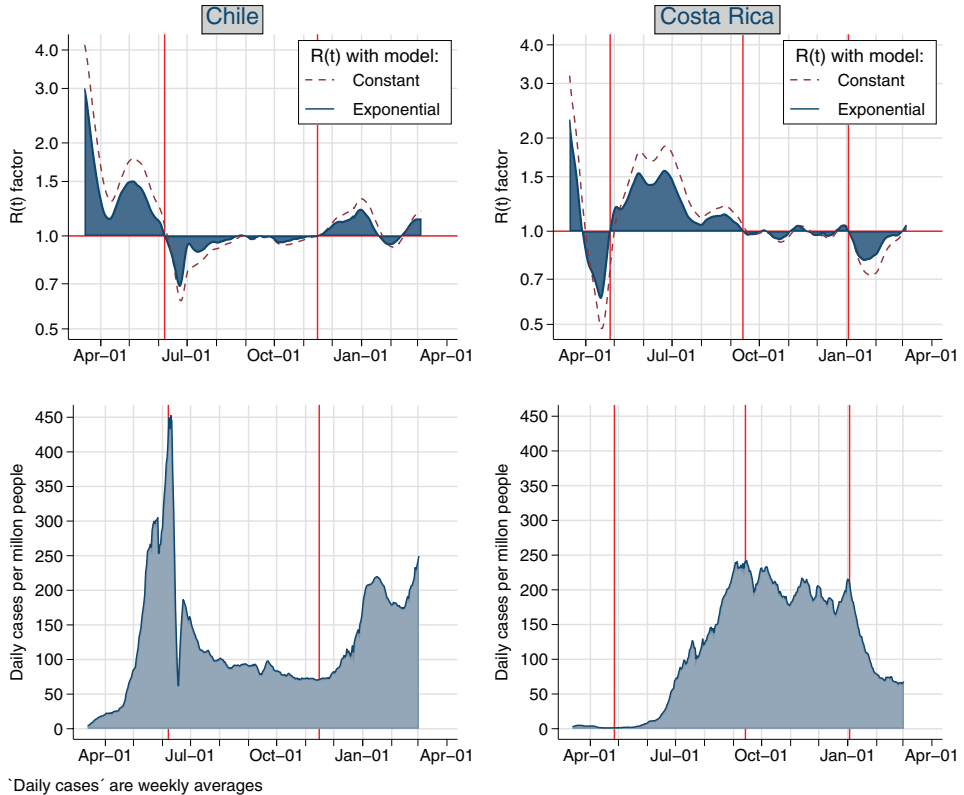 Chile
R(t) factor
4.0
3.0
2.0
1.5
1.0
0.7
0.5
R(t) with model:
Constant
Exponential
Apr−01
Jul−01
Oct−01
Jan−01
Apr−01
Costa Rica
R(t) factor
4.0
3.0
2.0
1.5
1.0
0.7
0.5
R(t) with model:
Constant
Exponential
Apr−01
Jul−01
Oct−01
Jan−01
Apr−01
Daily cases per millon people
450
400
350
300
250
200
150
100
50
0
Apr−01
Jul−01
Oct−01
Jan−01
Apr−01
Daily cases per millon people
450
400
350
300
250
200
150
100
50
0
Apr−01
Jul−01
Oct−01
Jan−01
Apr−01
`Daily cases´ are weekly averages